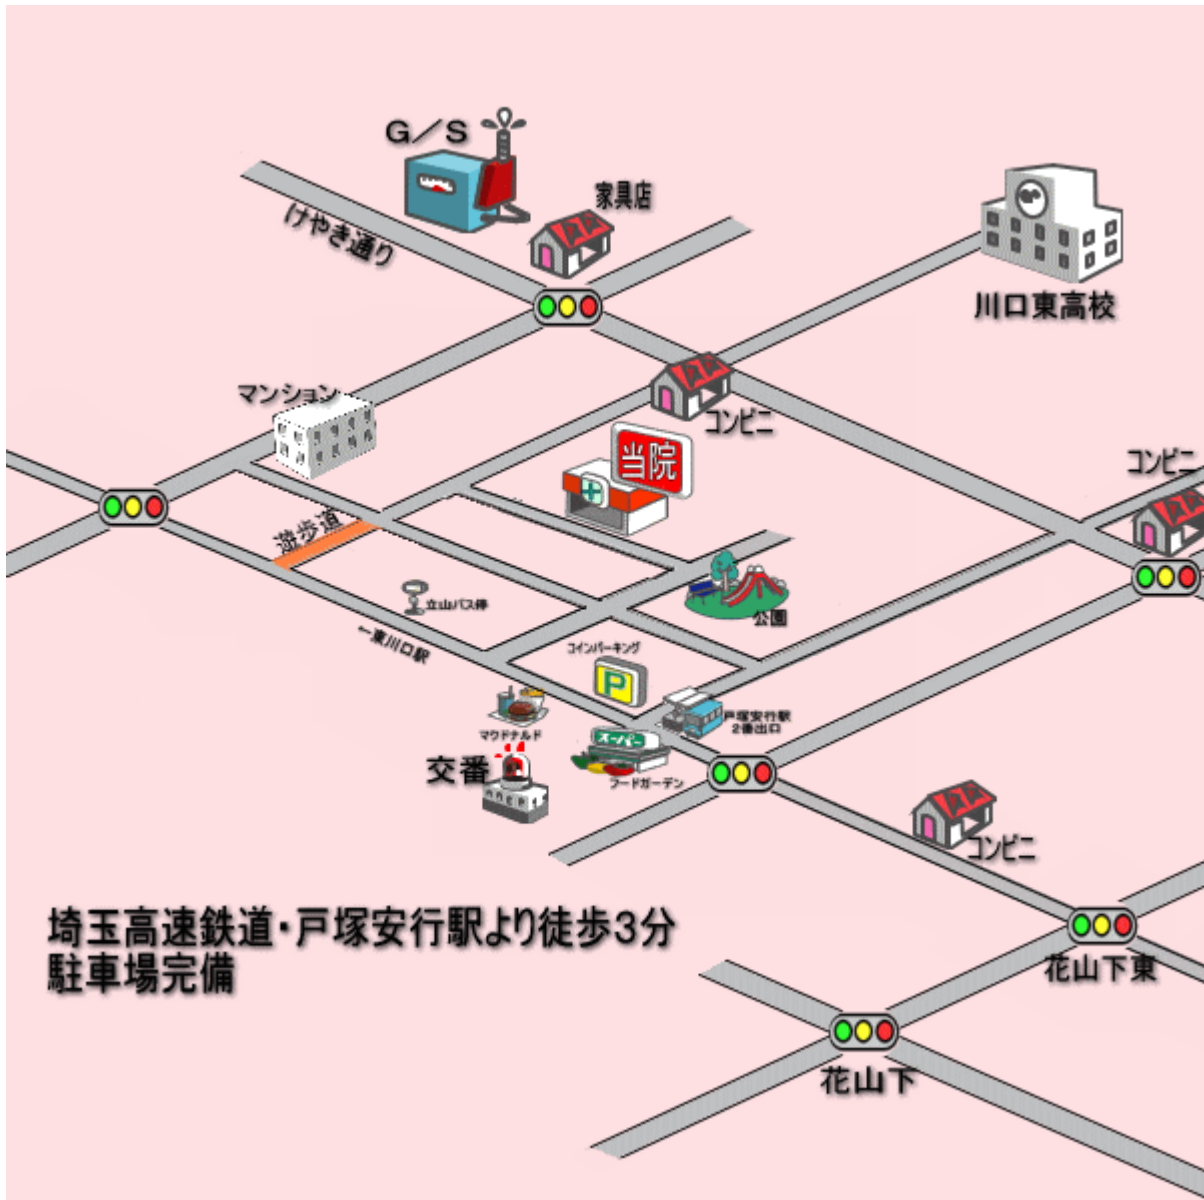 G/S
家具店
けやき通り
川口東高校
マンション
コンビニ
当院
コンビニ
遊歩道
立山バス停
公園
←東川口駅
コインパーキング
P
戸塚安行駅
2番出口
マクドナルド
スーパー
交番
フードガーデン
コンビニ
埼玉高速鉄道・戸塚安行駅より徒歩3分
駐車場完備
花山下東
花山下